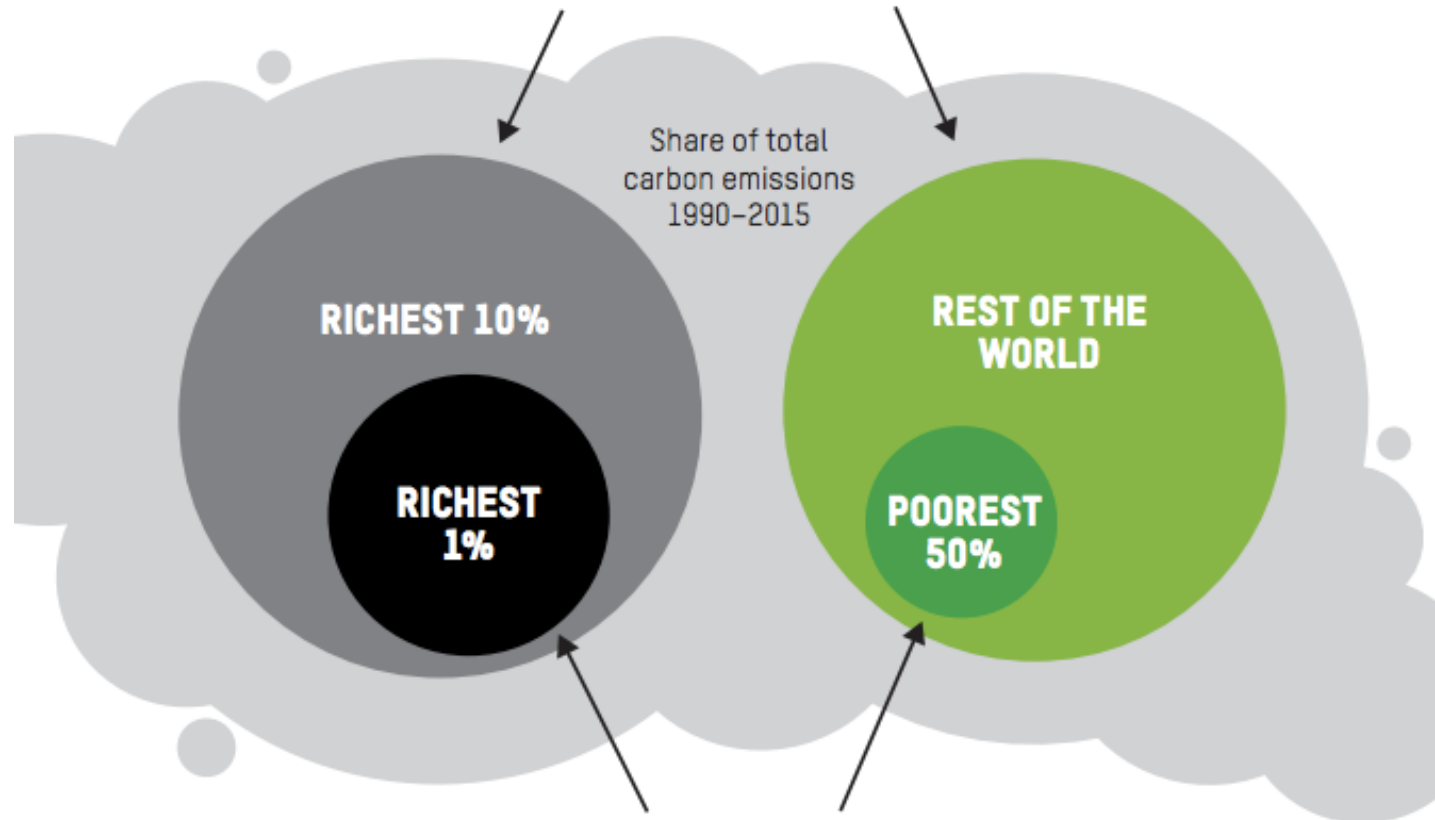 Share of total
carbon emissions
1990–2015
RICHEST 10%
REST OF THE
WORLD
RICHEST
1%
POOREST
50%